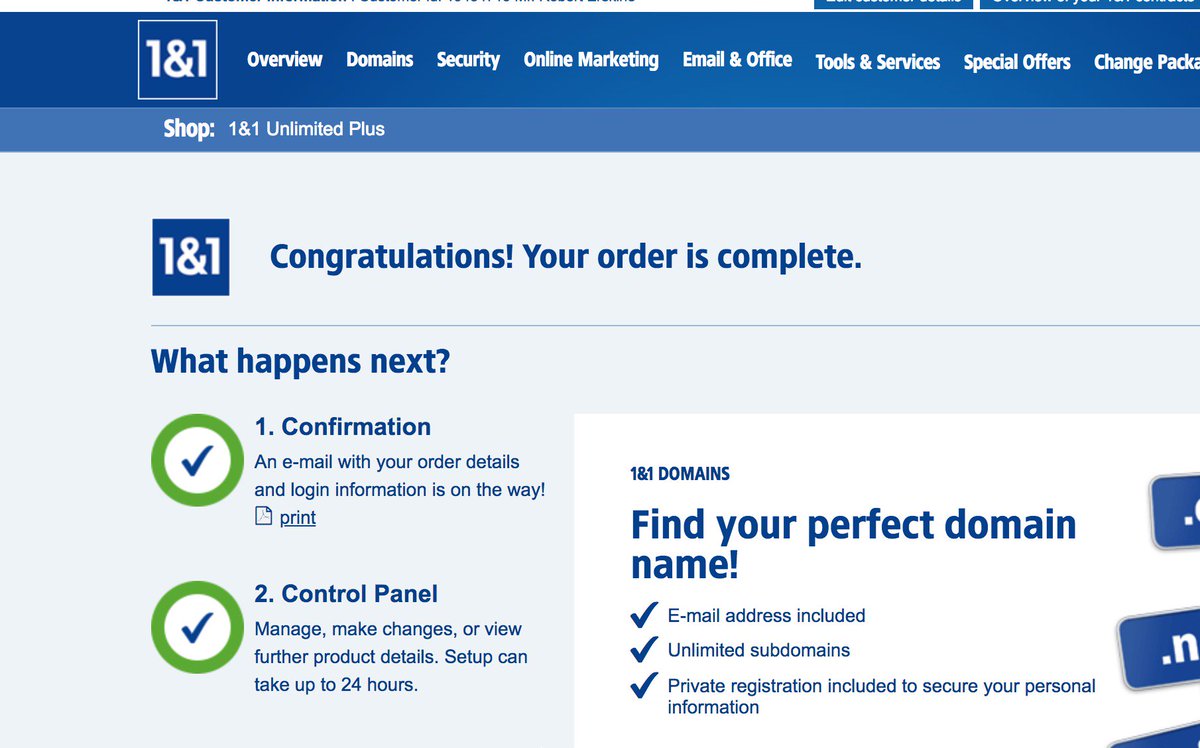 1&1
Overview Domains Security Online Marketing Email & Office Tools & Services Special Offers Change
Shop: 1&1 Unlimited Plus
1&1
Congratulations! Your order is complete.
What happens next?
1. Confirmation
An e-mail with your order details
and login information is on the way!
print
2. Control Panel
Manage, make changes, or view
further product details. Setup can
take up to 24 hours.
1&1 DOMAINS
Find your perfect domain
name!
E-mail address included
Unlimited subdomains
Private registration included to secure your personal
information
.n